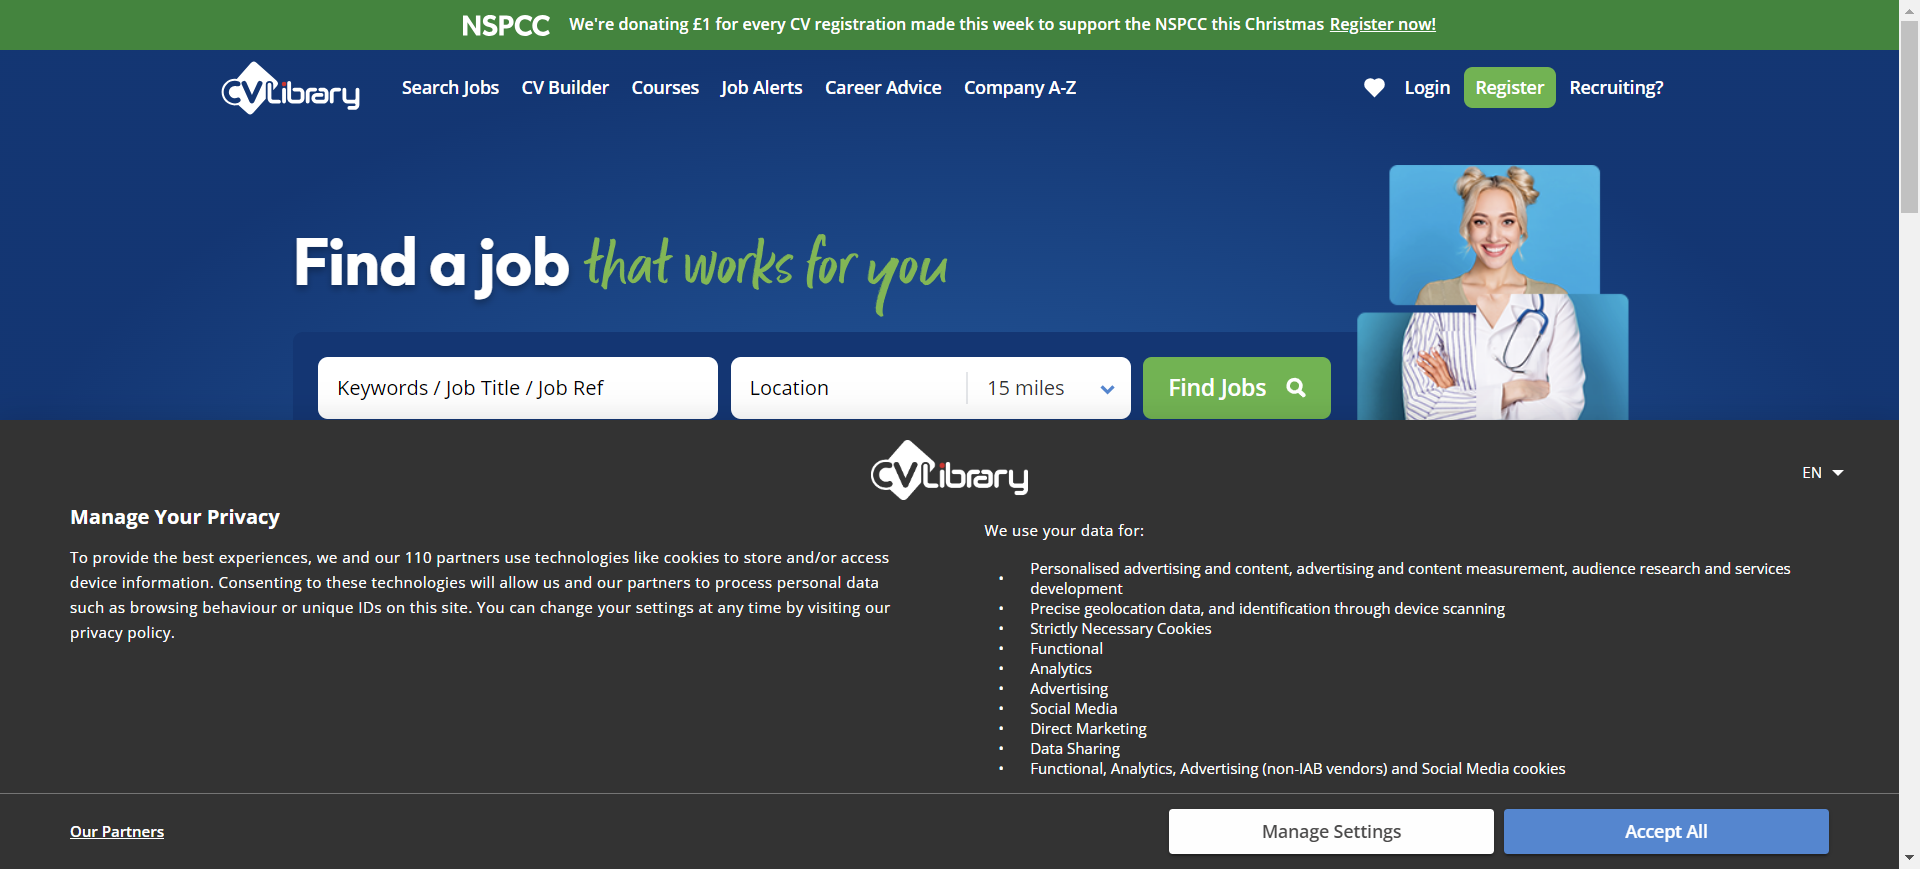 NSPCC We're donating £1 for every CV registration made this week to support the NSPCC this Christmas Register now!
CVLibrary Search Jobs CV Builder Courses Job Alerts Career Advice Company A-Z Login Register Recruiting?
Find a job that works for you
Keywords / Job Title / Job Ref Location 15 miles Find Jobs
CVLibrary
EN
Manage Your Privacy
To provide the best experiences, we and our 110 partners use technologies like cookies to store and/or access
device information. Consenting to these technologies will allow us and our partners to process personal data
such as browsing behaviour or unique IDs on this site. You can change your settings at any time by visiting our
privacy policy.
We use your data for:
• Personalised advertising and content, advertising and content measurement, audience research and services
development
• Precise geolocation data, and identification through device scanning
• Strictly Necessary Cookies
• Functional
• Analytics
• Advertising
• Social Media
• Direct Marketing
• Data Sharing
• Functional, Analytics, Advertising (non-IAB vendors) and Social Media cookies
Our Partners Manage Settings Accept All